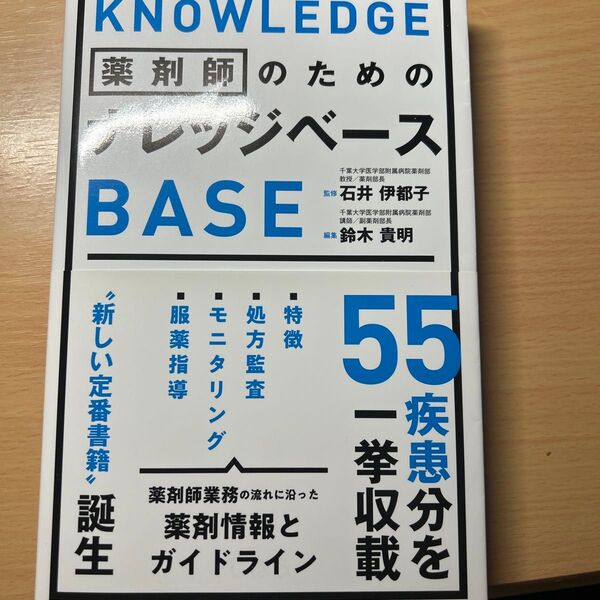 KNOWLEDGE
薬剤師のための
ナレッジベース
BASE
千葉大学医学部附属病院薬剤部
教授／薬剤部長
監修 石井 伊都子
千葉大学医学部附属病院薬剤部
講師／副薬剤部長
編集 鈴木 貴明
55疾患分を
一挙収載
■特徴
■処方監査
■モニタリング
■服薬指導
薬剤師業務の流れに沿った
薬剤情報と
ガイドライン
“新しい定番書籍”誕生